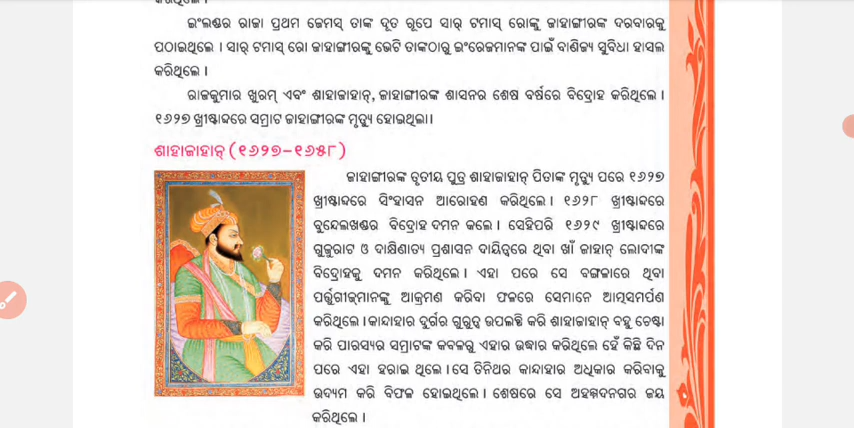 ଇଂଲଣ୍ଡର ରାଜା ପ୍ରଥମ ଜେମସ୍ ତାଙ୍କ ଦୂତ ରୂପେ ସାର୍ ଟମାସ୍ ରୋଙ୍କୁ ଜାହାଙ୍ଗୀରଙ୍କ ଦରବାରକୁ
ପଠାଇଥିଲେ । ସାର୍ ଟମାସ୍ ରୋ ଜାହାଙ୍ଗୀରଙ୍କୁ ଭେଟି ତାଙ୍କଠାରୁ ଇଂରେଜମାନଙ୍କ ପାଇଁ ବାଣିଜ୍ୟ ସୁବିଧା ହାସଲ
କରିଥିଲେ ।
ରାଜକୁମାର ଖୁରମ୍ ଏବଂ ଶାହାଜାହାନ୍, ଜାହାଙ୍ଗୀରଙ୍କ ଶାସନର ଶେଷ ବର୍ଷରେ ବିଦ୍ରୋହ କରିଥିଲେ ।
୧୬୨୭ ଖ୍ରୀଷ୍ଟାବ୍ଦରେ ସମ୍ରାଟ ଜାହାଙ୍ଗୀରଙ୍କ ମୃତ୍ୟୁ ହୋଇଥିଲା ।
ଶାହାଜାହାନ୍ (୧୬୨୭-୧୬୫୮)
ଜାହାଙ୍ଗୀରଙ୍କ ତୃତୀୟ ପୁତ୍ର ଶାହାଜାହାନ୍ ପିତାଙ୍କ ମୃତ୍ୟୁ ପରେ ୧୬୨୭
ଖ୍ରୀଷ୍ଟାବ୍ଦରେ ସିଂହାସନ ଆରୋହଣ କରିଥିଲେ । ୧୬୨୮ ଖ୍ରୀଷ୍ଟାବ୍ଦରେ
ବୁନ୍ଦେଲଖଣ୍ଡର ବିଦ୍ରୋହ ଦମନ କଲେ । ସେହିପରି ୧୬୨୯ ଖ୍ରୀଷ୍ଟାବ୍ଦରେ
ଗୁଜୁରାଟ ଓ ଦାକ୍ଷିଣାତ୍ୟ ପ୍ରଶାସନ ଦାୟିତ୍ୱରେ ଥିବା ଖାଁ ଜାହାନ୍ ଲୋଦୀଙ୍କ
ବିଦ୍ରୋହକୁ ଦମନ କରିଥିଲେ । ଏହା ପରେ ସେ ବଙ୍ଗଳାରେ ଥିବା
ପର୍ତ୍ତୁଗୀଜ୍‌ମାନଙ୍କୁ ଆକ୍ରମଣ କରିବା ଫଳରେ ସେମାନେ ଆତ୍ମସମର୍ପଣ
କରିଥିଲେ । କାନ୍ଦାହାର ଦୁର୍ଗର ଗୁରୁତ୍ୱ ଉପଲବ୍ଧି କରି ଶାହାଜାହାନ୍ ବହୁ ଚେଷ୍ଟା
କରି ପାରସ୍ୟର ସମ୍ରାଟଙ୍କ କବଳରୁ ଏହାର ଉଦ୍ଧାର କରିଥିଲେ ହେଁ କିଛି ଦିନ
ପରେ ଏହା ହରାଇ ଥିଲେ । ସେ ତିନିଥର କାନ୍ଦାହାର ଅଧିକାର କରିବାକୁ
ଉଦ୍ୟମ କରି ବିଫଳ ହୋଇଥିଲେ । ଶେଷରେ ସେ ଅହମ୍ମଦନଗର ଜୟ
କରିଥିଲେ ।